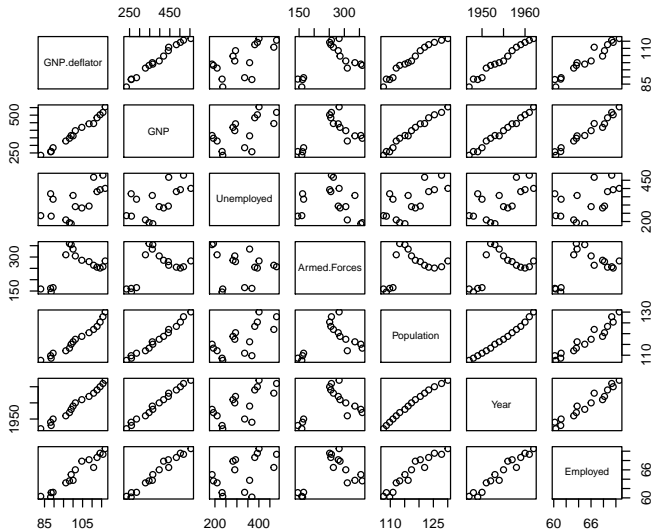 250 450
150 300
1950 1960
GNP.deflator
85 110
250 500
GNP
Unemployed
200 450
150 300
Armed.Forces
Population
110 130
1950
Year
Employed
60 66
85 105
200 400
110 125
60 66